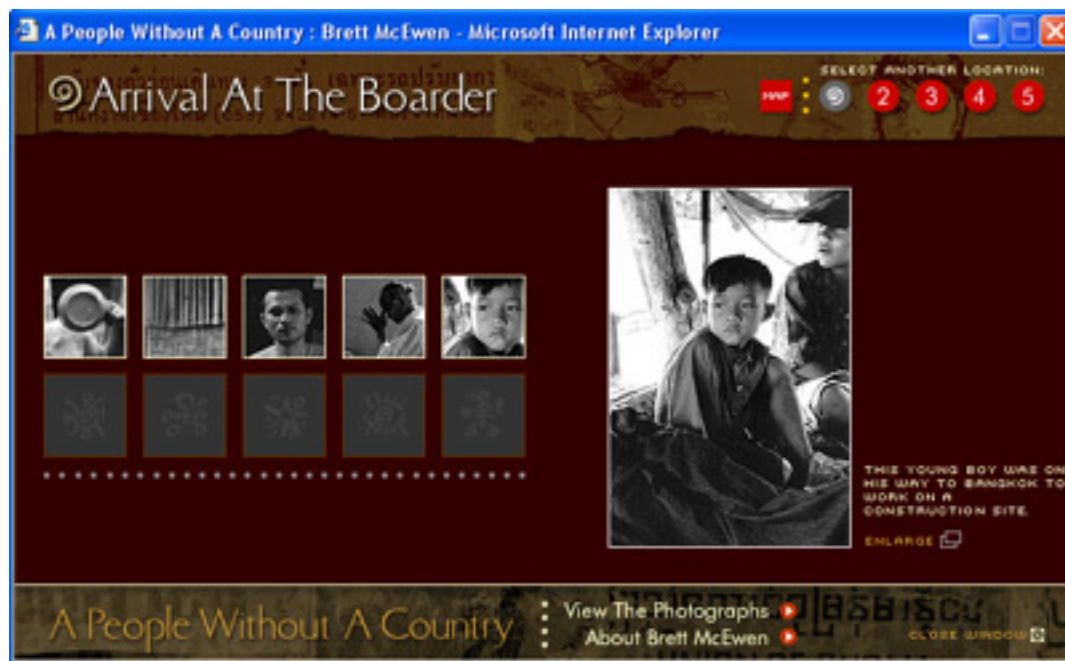 A People Without A Country : Brett McEwen - Microsoft Internet Explorer
Arrival At The Boarder
SELECT ANOTHER LOCATION:
MAP
2 3 4 5
THIS YOUNG BOY WAS ON
HIS WAY TO BANGKOK TO
WORK ON A
CONSTRUCTION SITE.
ENLARGE
A People Without A Country
View The Photographs
About Brett McEwen
CLOSE WINDOW